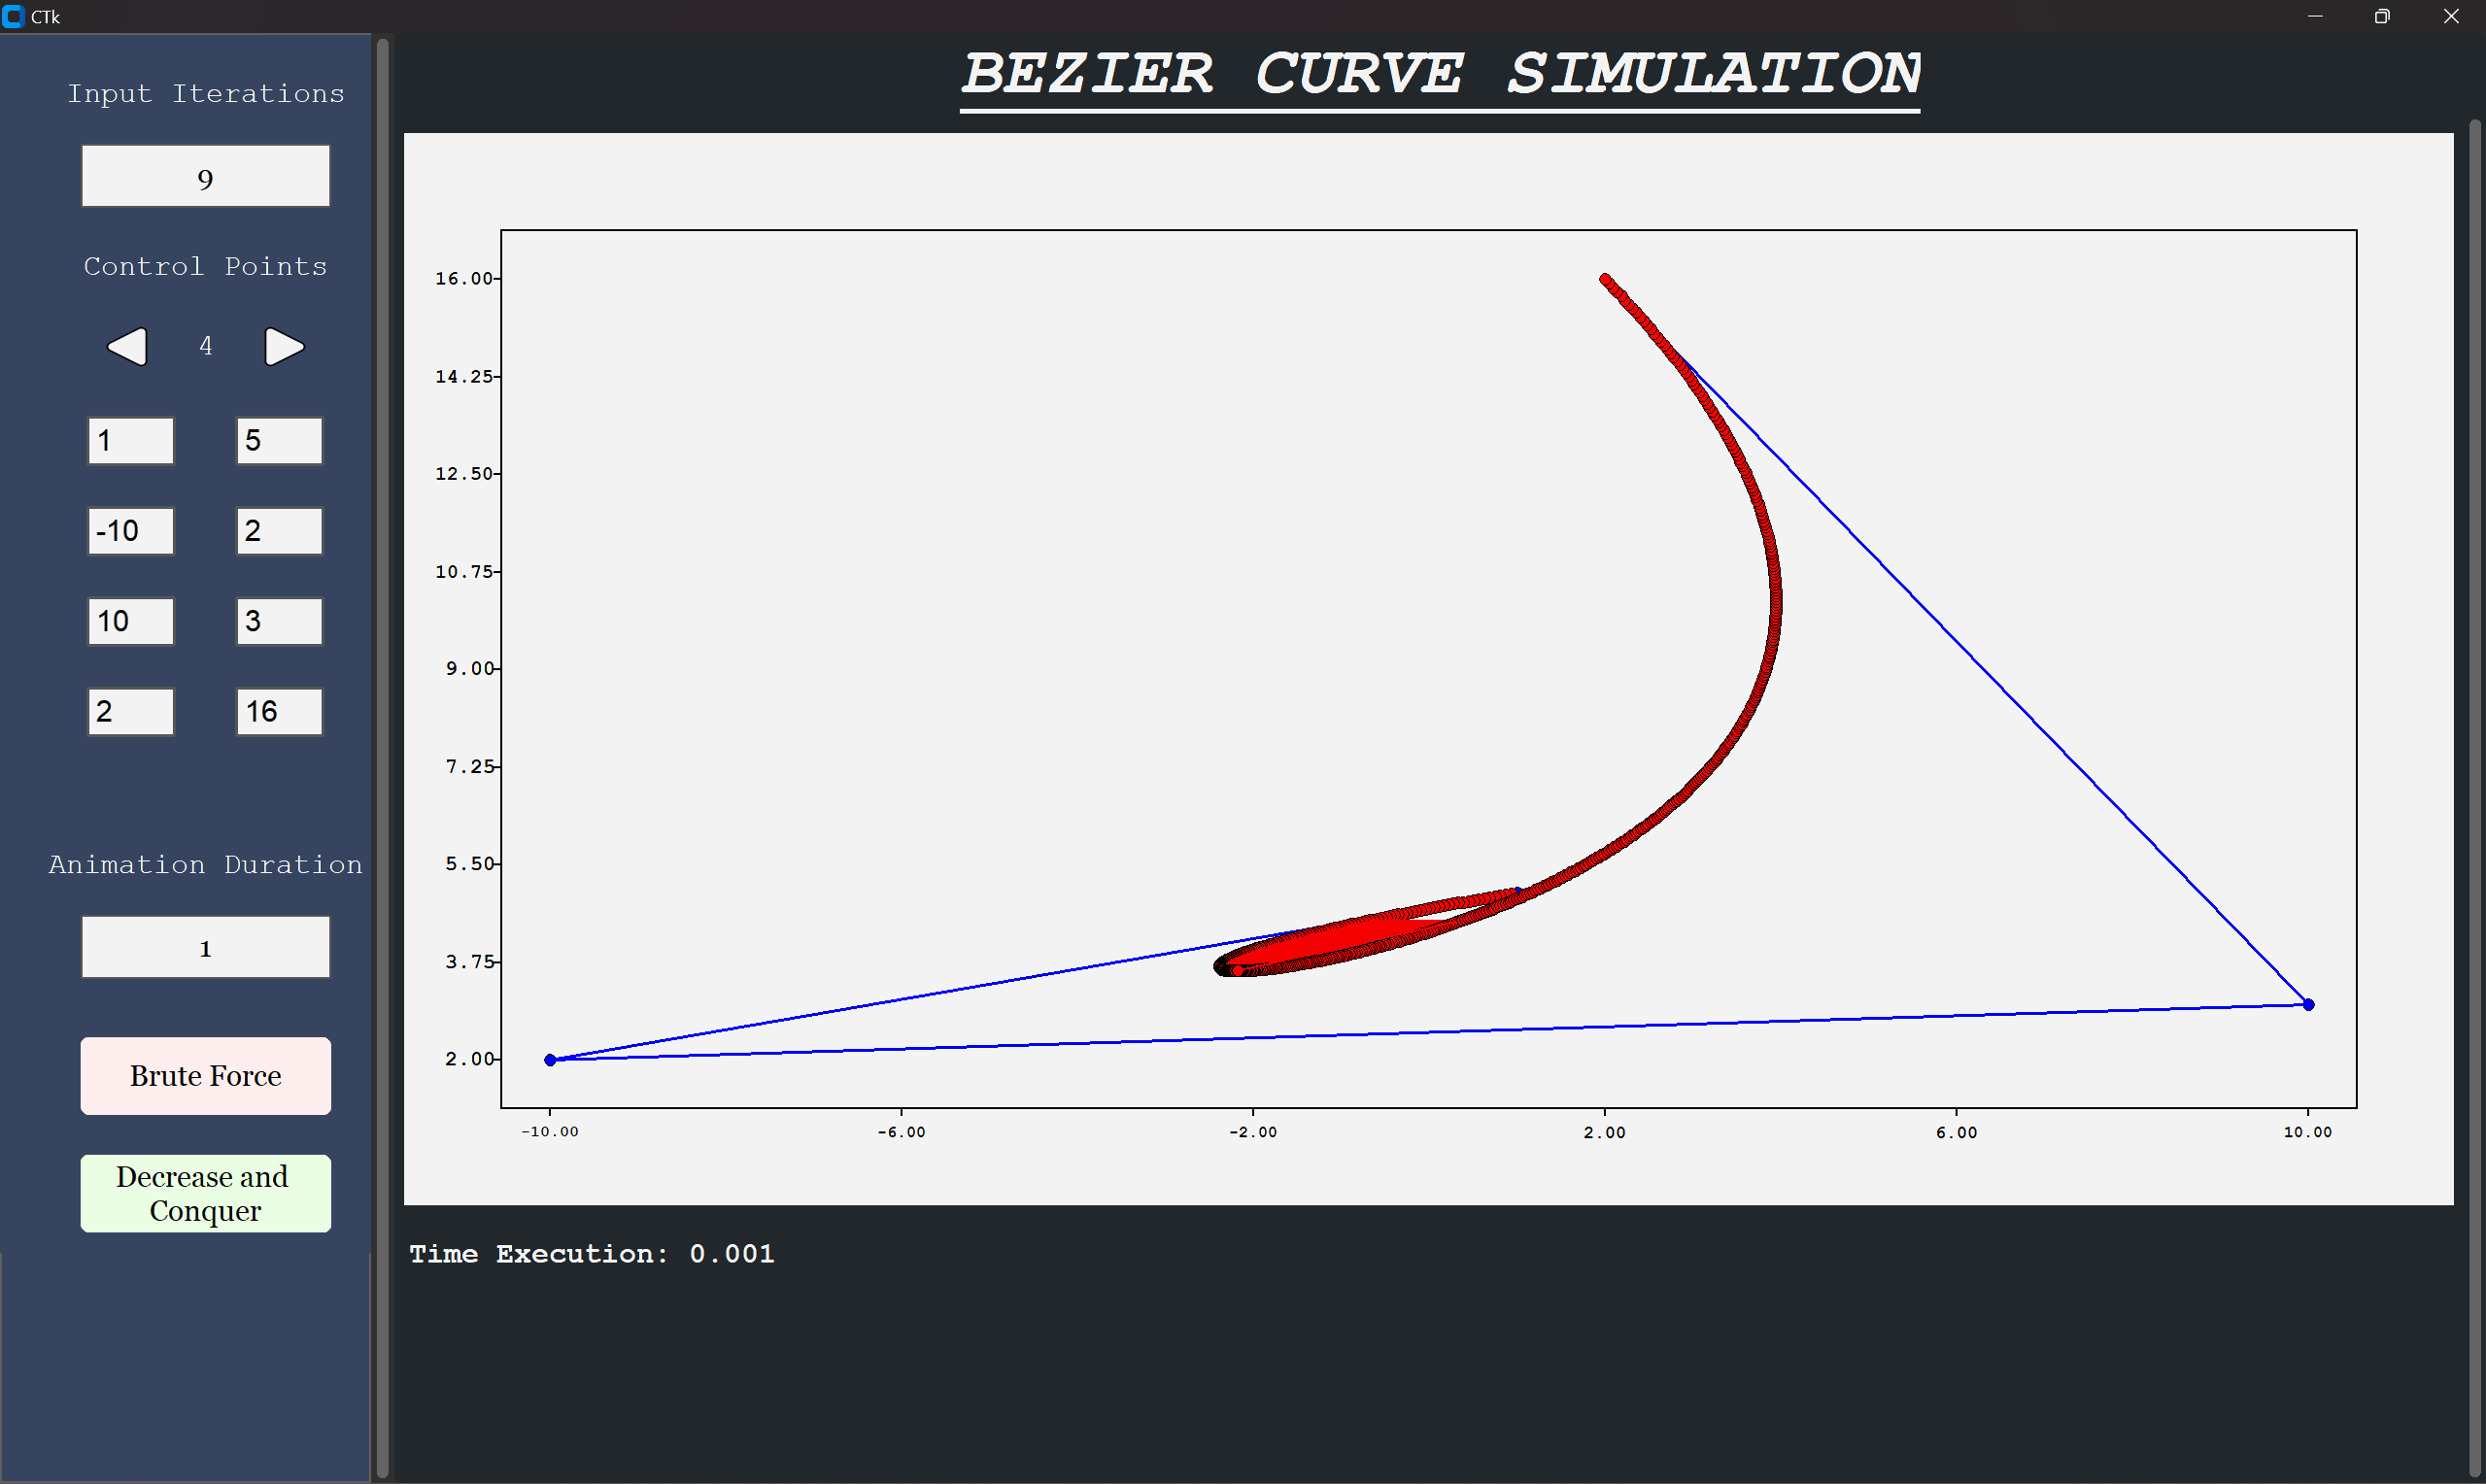 CTk
BEZIER CURVE SIMULATION
Input Iterations
9
Control Points
4
1 5
-10 2
10 3
2 16
Animation Duration
1
Brute Force
Decrease and
Conquer
16.00
14.25
12.50
10.75
9.00
7.25
5.50
3.75
2.00
-10.00 -6.00 -2.00 2.00 6.00 10.00
Time Execution: 0.001